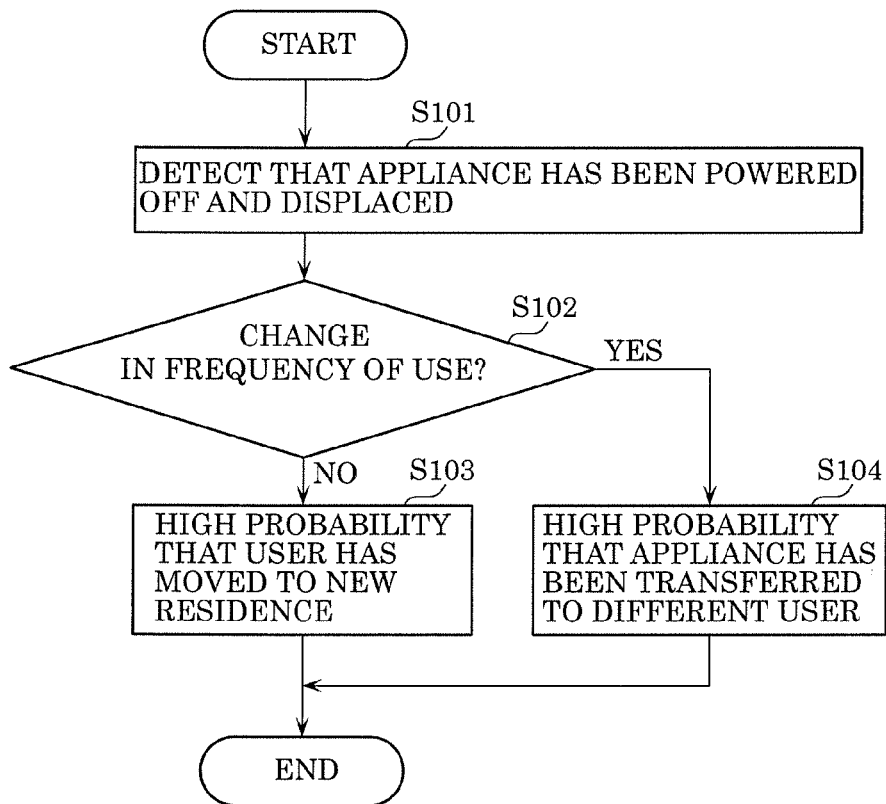 START
S101
DETECT THAT APPLIANCE HAS BEEN POWERED
OFF AND DISPLACED
S102
CHANGE
IN FREQUENCY OF USE?
YES
NO
S103
HIGH PROBABILITY
THAT USER HAS
MOVED TO NEW
RESIDENCE
S104
HIGH PROBABILITY
THAT APPLIANCE HAS
BEEN TRANSFERRED
TO DIFFERENT USER
END